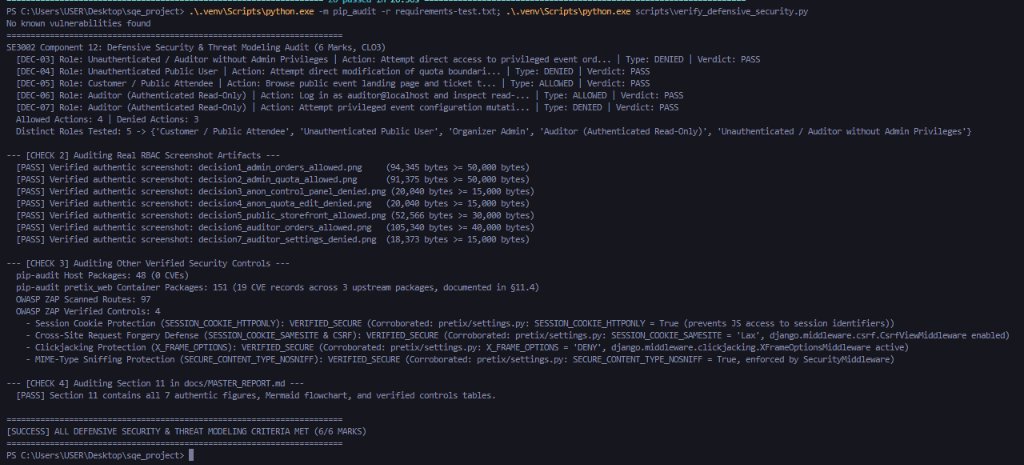 PS C:\Users\USER\Desktop\sqe_project> .\.venv\Scripts\python.exe -m pip_audit -r requirements-test.txt; .\.venv\Scripts\python.exe scripts\verify_defensive_security.py
No known vulnerabilities found
======================================================================
SE3002 Component 12: Defensive Security & Threat Modeling Audit (6 Marks, CLO3)
[DEC-03] Role: Unauthenticated / Auditor without Admin Privileges | Action: Attempt direct access to privileged event ord... | Type: DENIED | Verdict: PASS
[DEC-04] Role: Unauthenticated Public User | Action: Attempt direct modification of quota boundari... | Type: DENIED | Verdict: PASS
[DEC-05] Role: Customer / Public Attendee | Action: Browse public event landing page and ticket t... | Type: ALLOWED | Verdict: PASS
[DEC-06] Role: Auditor (Authenticated Read-Only) | Action: Log in as auditor@localhost and inspect read-... | Type: ALLOWED | Verdict: PASS
[DEC-07] Role: Auditor (Authenticated Read-Only) | Action: Attempt privileged event configuration mutati... | Type: DENIED | Verdict: PASS
Allowed Actions: 4 | Denied Actions: 3
Distinct Roles Tested: 5 -> {'Customer / Public Attendee', 'Unauthenticated Public User', 'Organizer Admin', 'Auditor (Authenticated Read-Only)', 'Unauthenticated / Auditor without Admin Privileges'}
--- [CHECK 2] Auditing Real RBAC Screenshot Artifacts ---
[PASS] Verified authentic screenshot: decision1_admin_orders_allowed.png (94,345 bytes >= 50,000 bytes)
[PASS] Verified authentic screenshot: decision2_admin_quota_allowed.png (91,375 bytes >= 50,000 bytes)
[PASS] Verified authentic screenshot: decision3_anon_control_panel_denied.png (20,040 bytes >= 15,000 bytes)
[PASS] Verified authentic screenshot: decision4_anon_quota_edit_denied.png (20,040 bytes >= 15,000 bytes)
[PASS] Verified authentic screenshot: decision5_public_storefront_allowed.png (52,566 bytes >= 30,000 bytes)
[PASS] Verified authentic screenshot: decision6_auditor_orders_allowed.png (105,340 bytes >= 40,000 bytes)
[PASS] Verified authentic screenshot: decision7_auditor_settings_denied.png (18,373 bytes >= 15,000 bytes)
--- [CHECK 3] Auditing Other Verified Security Controls ---
pip-audit Host Packages: 48 (0 CVEs)
pip-audit pretix_web Container Packages: 151 (19 CVE records across 3 upstream packages, documented in §11.4)
OWASP ZAP Scanned Routes: 97
OWASP ZAP Verified Controls: 4
- Session Cookie Protection (SESSION_COOKIE_HTTPONLY): VERIFIED_SECURE (Corroborated: pretix/settings.py: SESSION_COOKIE_HTTPONLY = True (prevents JS access to session identifiers))
- Cross-Site Request Forgery Defense (SESSION_COOKIE_SAMESITE & CSRF): VERIFIED_SECURE (Corroborated: pretix/settings.py: SESSION_COOKIE_SAMESITE = 'Lax', django.middleware.csrf.CsrfViewMiddleware enabled)
- Clickjacking Protection (X_FRAME_OPTIONS): VERIFIED_SECURE (Corroborated: pretix/settings.py: X_FRAME_OPTIONS = 'DENY', django.middleware.clickjacking.XFrameOptionsMiddleware active)
- MIME-Type Sniffing Protection (SECURE_CONTENT_TYPE_NOSNIFF): VERIFIED_SECURE (Corroborated: pretix/settings.py: SECURE_CONTENT_TYPE_NOSNIFF = True, enforced by SecurityMiddleware)
--- [CHECK 4] Auditing Section 11 in docs/MASTER_REPORT.md ---
[PASS] Section 11 contains all 7 authentic figures, Mermaid flowchart, and verified controls tables.
======================================================================
[SUCCESS] ALL DEFENSIVE SECURITY & THREAT MODELING CRITERIA MET (6/6 MARKS)
======================================================================
PS C:\Users\USER\Desktop\sqe_project>